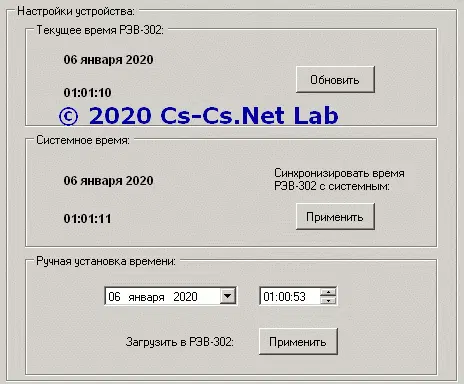 Настройки устройства:
Текущее время РЭВ-302:
06 января 2020
01:01:10
Обновить
© 2020 Cs-Cs.Net Lab
Системное время:
06 января 2020
Синхронизировать время
РЭВ-302 с системным:
01:01:11
Применить
Ручная установка времени:
06 января 2020
01:00:53
Загрузить в РЭВ-302:
Применить